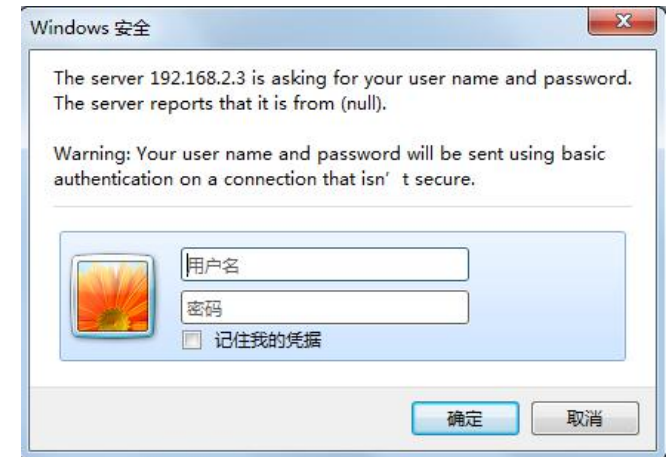 Windows 安全
The server 192.168.2.3 is asking for your user name and password.
The server reports that it is from (null).
Warning: Your user name and password will be sent using basic
authentication on a connection that isn’ t secure.
用户名
密码
记住我的凭据
确定
取消